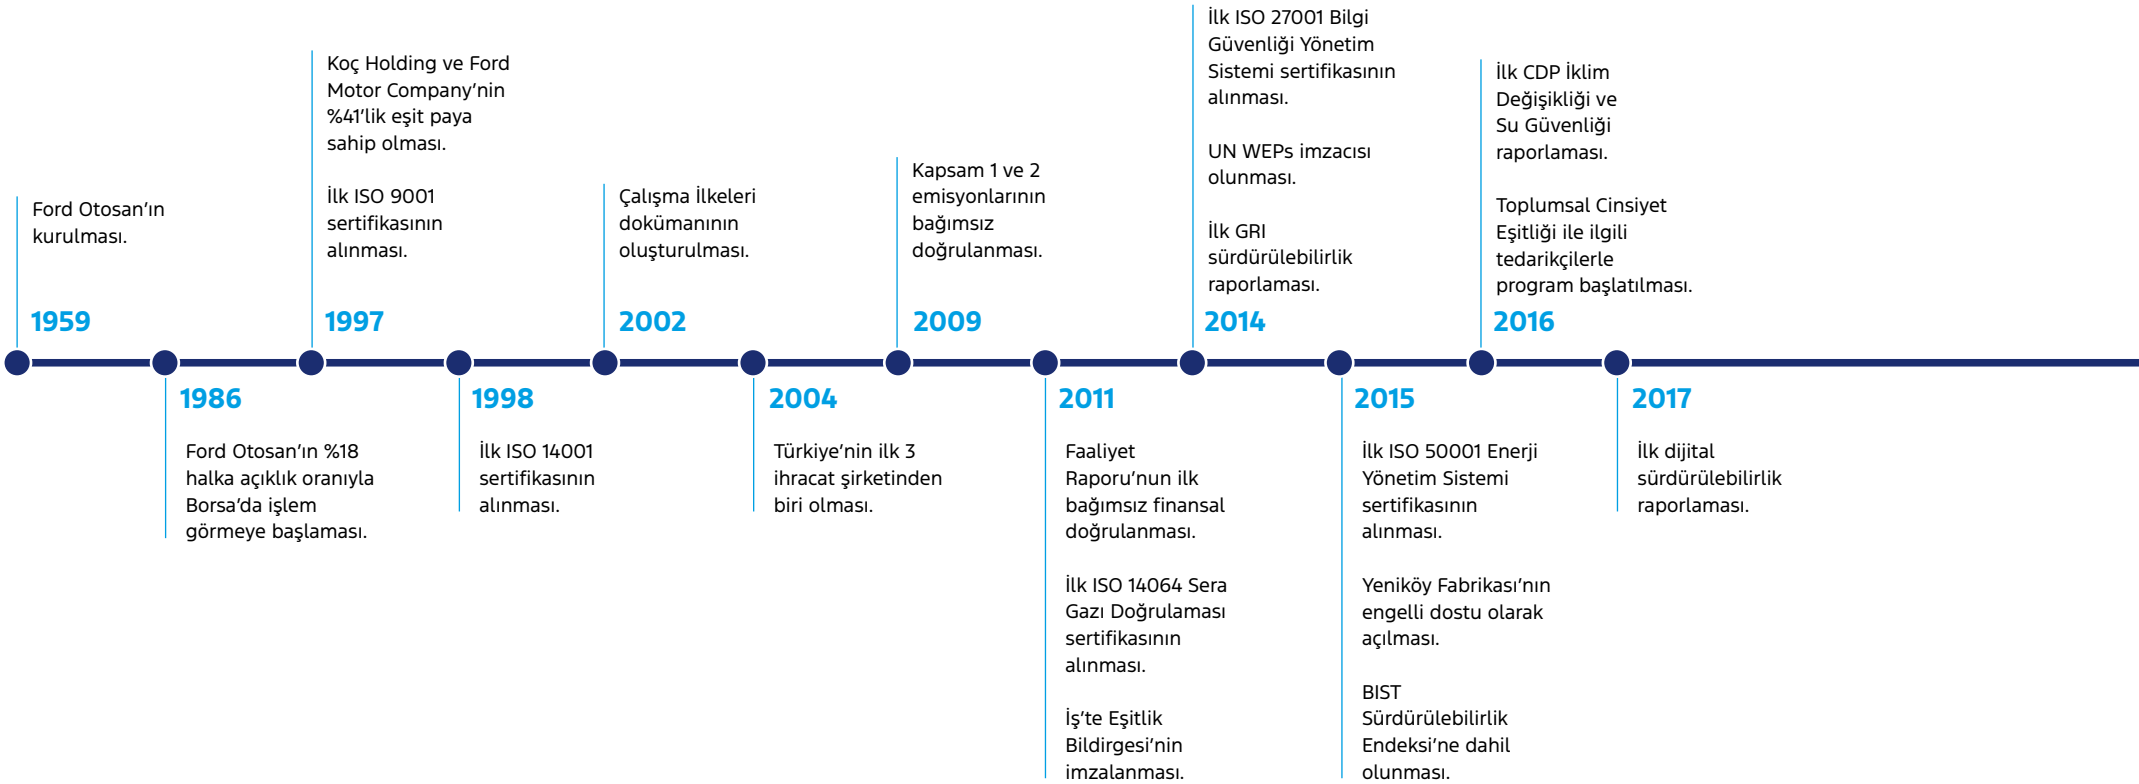 Ford Otosan’ın
kurulması.
1959
1986
Ford Otosan’ın %18
halka açıklık oranıyla
Borsa’da işlem
görmeye başlaması.
Koç Holding ve Ford
Motor Company’nin
%41’lik eşit paya
sahip olması.
İlk ISO 9001
sertifikasının
alınması.
1997
1998
İlk ISO 14001
sertifikasının
alınması.
Çalışma İlkeleri
dokümanının
oluşturulması.
2002
2004
Türkiye’nin ilk 3
ihracat şirketinden
biri olması.
Kapsam 1 ve 2
emisyonlarının
bağımsız
doğrulanması.
2009
2011
Faaliyet
Raporu’nun ilk
bağımsız finansal
doğrulanması.
İlk ISO 14064 Sera
Gazı Doğrulaması
sertifikasının
alınması.
İş’te Eşitlik
Bildirgesi’nin
imzalanması.
İlk ISO 27001 Bilgi
Güvenliği Yönetim
Sistemi sertifikasının
alınması.
UN WEPs imzacısı
olunması.
İlk GRI
sürdürülebilirlik
raporlaması.
2014
2015
İlk ISO 50001 Enerji
Yönetim Sistemi
sertifikasının
alınması.
Yeniköy Fabrikası’nın
engelli dostu olarak
açılması.
BIST
Sürdürülebilirlik
Endeksi’ne dahil
olunması.
İlk CDP İklim
Değişikliği ve
Su Güvenliği
raporlaması.
Toplumsal Cinsiyet
Eşitliği ile ilgili
tedarikçilerle
program başlatılması.
2016
2017
İlk dijital
sürdürülebilirlik
raporlaması.